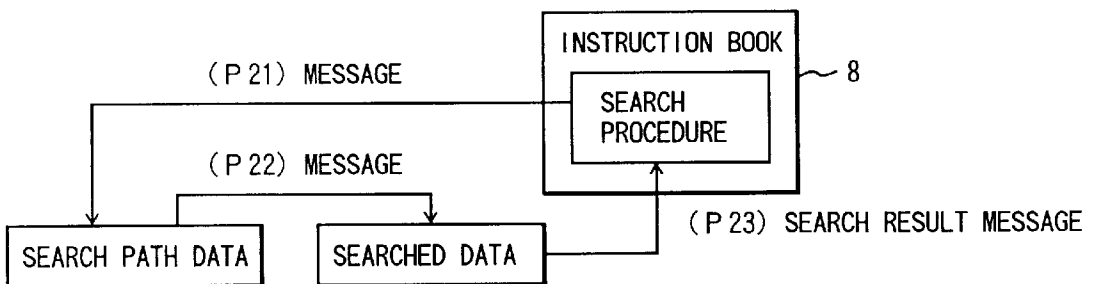 INSTRUCTION BOOK
8
(P21) MESSAGE
SEARCH
PROCEDURE
(P22) MESSAGE
(P23) SEARCH RESULT MESSAGE
SEARCH PATH DATA
SEARCHED DATA